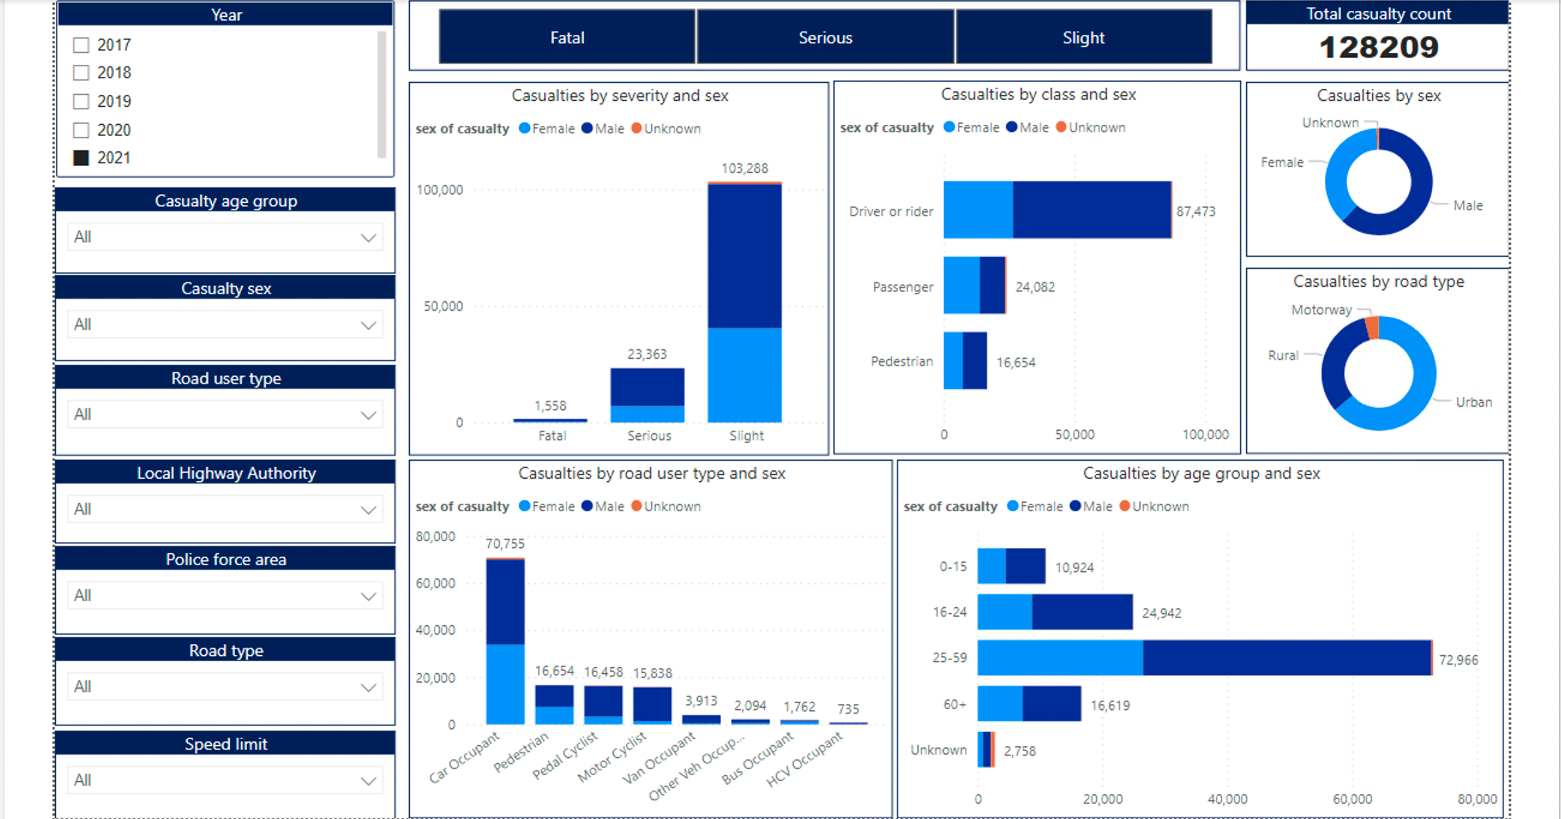 Year
2017
2018
2019
2020
2021
Casualty age group
All
Casualty sex
All
Road user type
All
Local Highway Authority
All
Police force area
All
Road type
All
Speed limit
All
Fatal
Serious
Slight
Total casualty count
128209
Casualties by severity and sex
sex of casualty Female Male Unknown
100,000
50,000
0
1,558
23,363
103,288
Fatal
Serious
Slight
Casualties by class and sex
sex of casualty Female Male Unknown
Driver or rider
87,473
Passenger
24,082
Pedestrian
16,654
0
50,000
100,000
Casualties by sex
Unknown
Female
Male
Casualties by road type
Motorway
Rural
Urban
Casualties by road user type and sex
sex of casualty Female Male Unknown
80,000
60,000
40,000
20,000
0
70,755
16,654
16,458
15,838
3,913
2,094
1,762
735
Car Occupant
Pedestrian
Pedal Cyclist
Motor Cyclist
Van Occupant
Other Veh Occup...
Bus Occupant
HCV Occupant
Casualties by age group and sex
sex of casualty Female Male Unknown
0-15
10,924
16-24
24,942
25-59
72,966
60+
16,619
Unknown
2,758
0
20,000
40,000
60,000
80,000